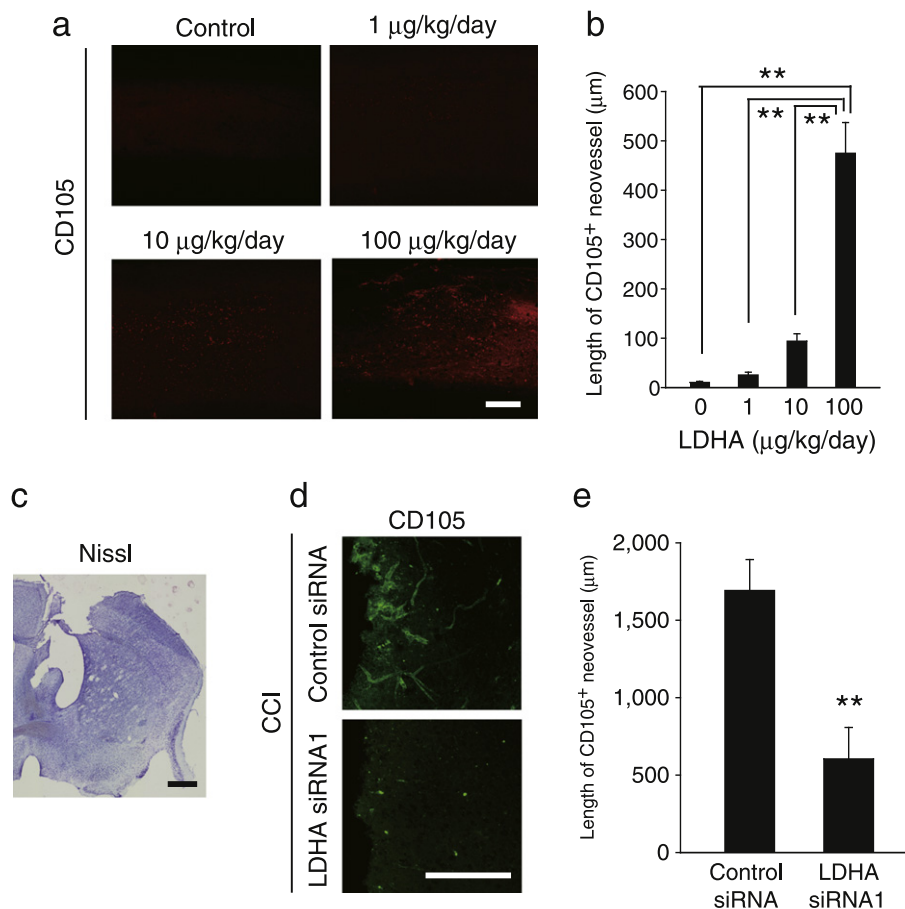 a
Control
1 μg/kg/day
CD105
10 μg/kg/day
100 μg/kg/day
b
Length of CD105⁺ neovessel (μm)
600
500
400
300
200
100
0
**
**
**
0 1 10 100
LDHA (μg/kg/day)
c
Nissl
d
CD105
CCI
Control siRNA
LDHA siRNA1
e
Length of CD105⁺ neovessel (μm)
2,000
1,500
1,000
500
0
**
Control siRNA
LDHA siRNA1